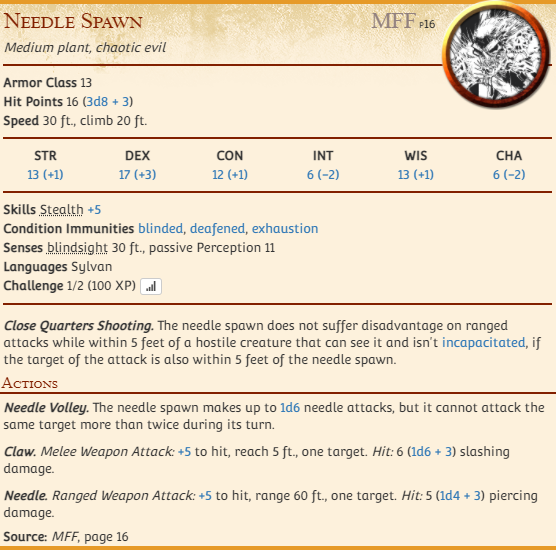 Needle Spawn MFF p16
Medium plant, chaotic evil
Armor Class 13
Hit Points 16 (3d8 + 3)
Speed 30 ft., climb 20 ft.
STR DEX CON INT WIS CHA
13 (+1) 17 (+3) 12 (+1) 6 (−2) 13 (+1) 6 (−2)
Skills Stealth +5
Condition Immunities blinded, deafened, exhaustion
Senses blindsight 30 ft., passive Perception 11
Languages Sylvan
Challenge 1/2 (100 XP)
Close Quarters Shooting. The needle spawn does not suffer disadvantage on ranged
attacks while within 5 feet of a hostile creature that can see it and isn't incapacitated, if
the target of the attack is also within 5 feet of the needle spawn.
Actions
Needle Volley. The needle spawn makes up to 1d6 needle attacks, but it cannot attack the
same target more than twice during its turn.
Claw. Melee Weapon Attack: +5 to hit, reach 5 ft., one target. Hit: 6 (1d6 + 3) slashing
damage.
Needle. Ranged Weapon Attack: +5 to hit, range 60 ft., one target. Hit: 5 (1d4 + 3) piercing
damage.
Source: MFF, page 16